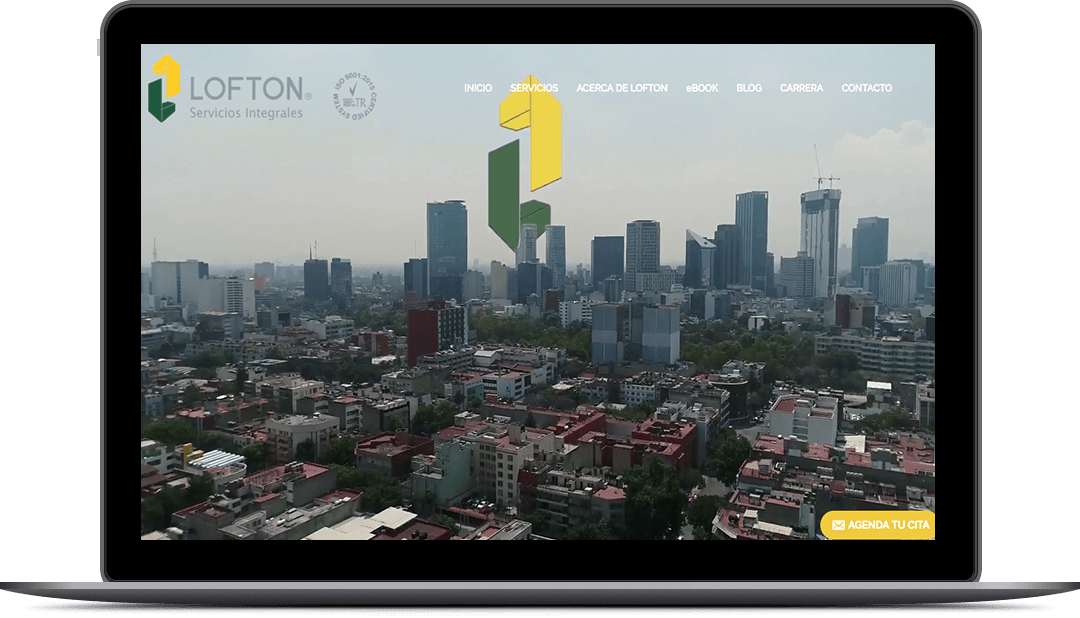 LOFTON®
Servicios Integrales
ISO 9001:2015 CERTIFIED SYSTEM
TR
INICIO SERVICIOS ACERCA DE LOFTON eBOOK BLOG CARRERA CONTACTO
AGENDA TU CITA